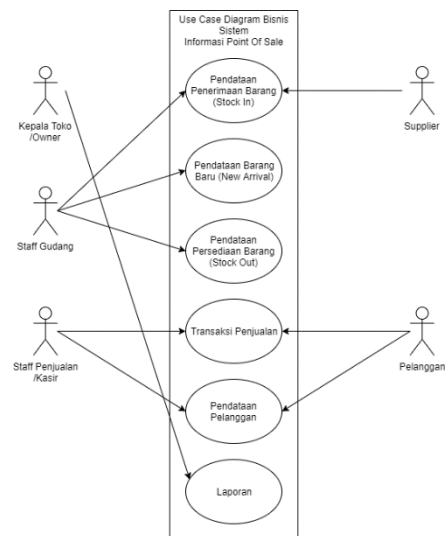 Use Case Diagram Bisnis
Sistem
Informasi Point Of Sale
Pendataan
Penerimaan Barang
(Stock In)
Kepala Toko
/Owner
Supplier
Pendataan Barang
Baru (New Arrival)
Staff Gudang
Pendataan
Persediaan Barang
(Stock Out)
Transaksi Penjualan
Staff Penjualan
/Kasir
Pelanggan
Pendataan
Pelanggan
Laporan